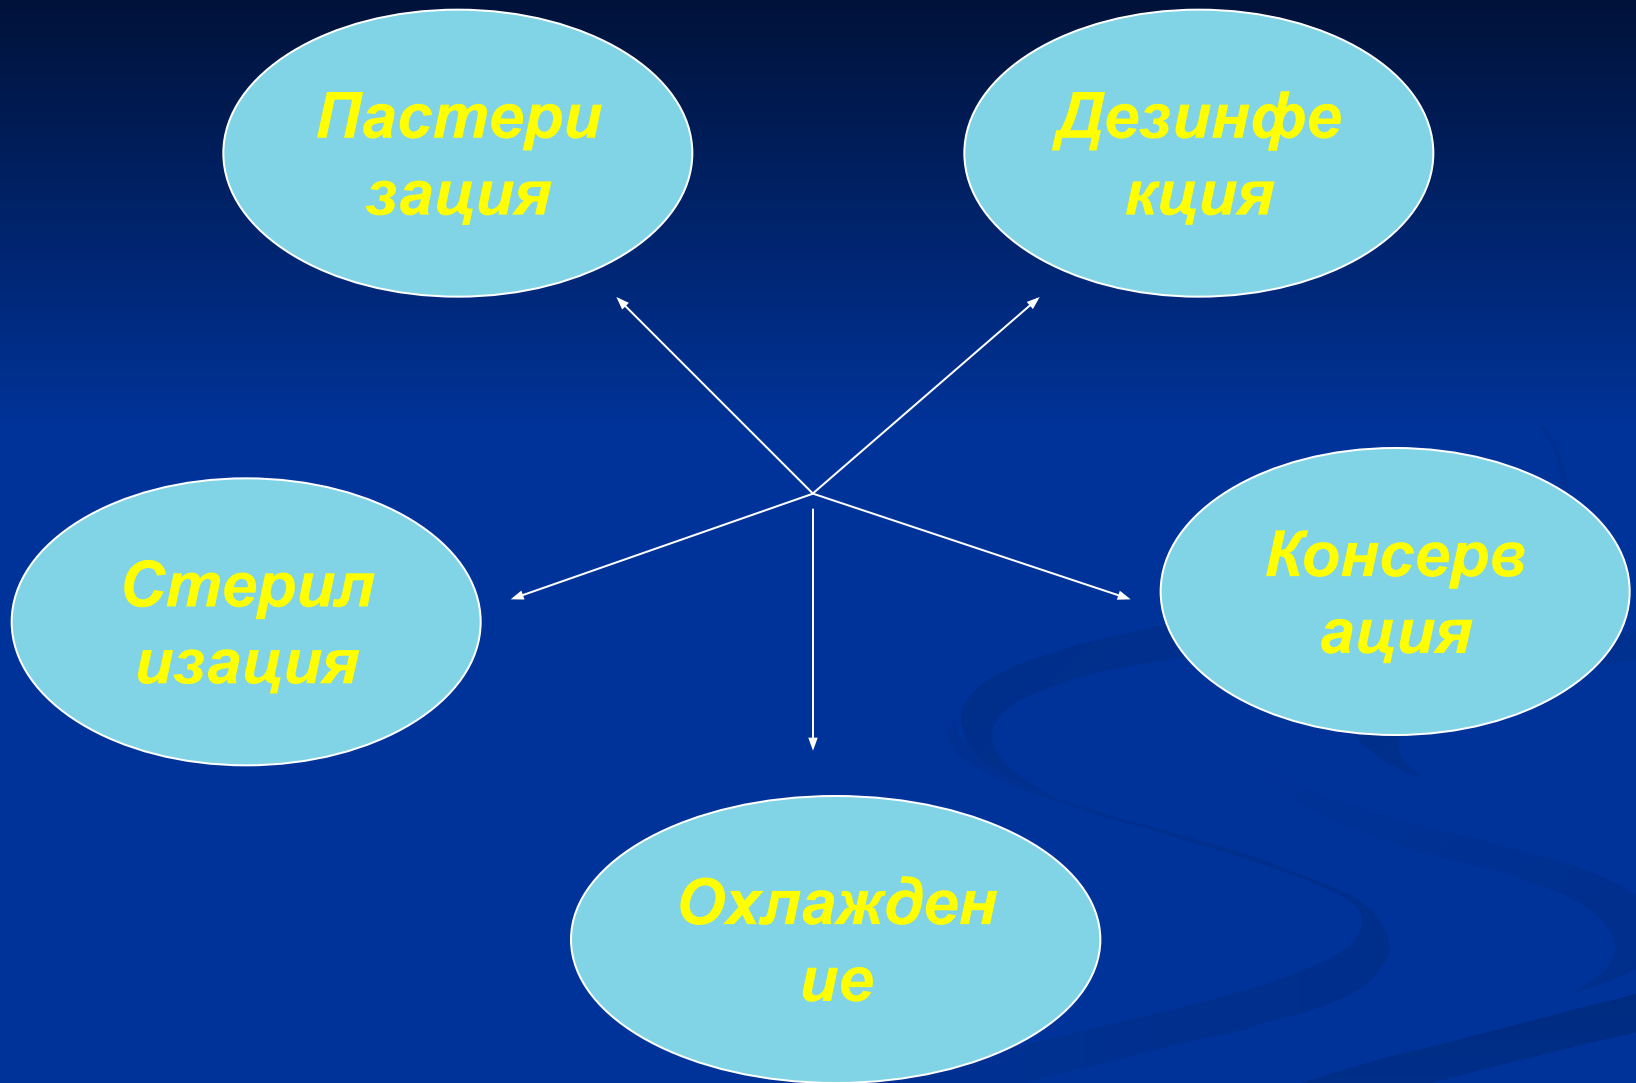 Пастери
зация
Дезинфе
кция
Стерил
изация
Консерв
ация
Охлажден
ие